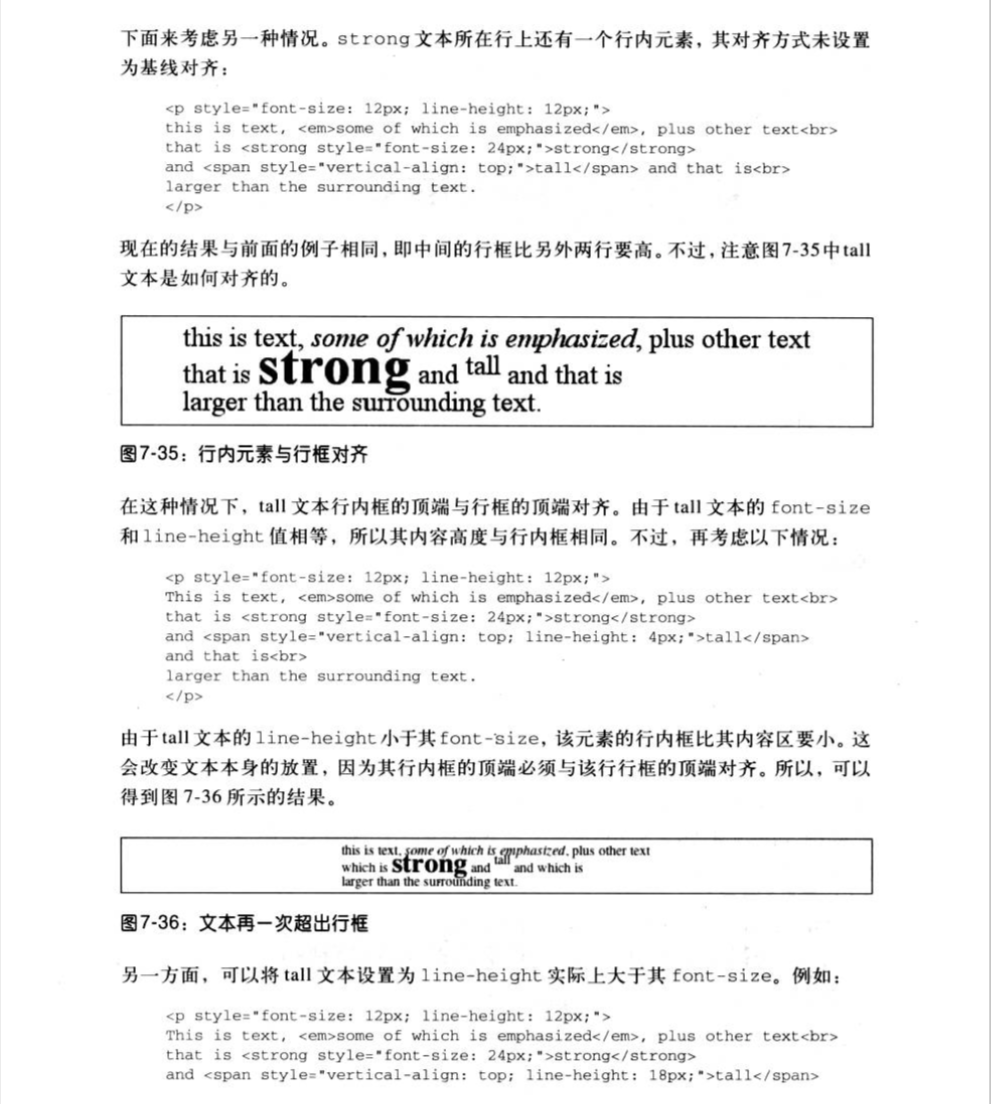 下面来考虑另一种情况。strong文本所在行上还有一个行内元素，其对齐方式未设置
为基线对齐：
<p style="font-size: 12px; line-height: 12px;">
this is text, <em>some of which is emphasized</em>, plus other text<br>
that is <strong style="font-size: 24px;">strong</strong>
and <span style="vertical-align: top;">tall</span> and that is<br>
larger than the surrounding text.
</p>
现在的结果与前面的例子相同，即中间的行框比另外两行要高。不过，注意图7-35中tall
文本是如何对齐的。
this is text, some of which is emphasized, plus other text
that is strong and tall and that is
larger than the surrounding text.
图7-35：行内元素与行框对齐
在这种情况下，tall 文本行内框的顶端与行框的顶端对齐。由于 tall 文本的 font-size
和line-height 值相等，所以其内容高度与行内框相同。不过，再考虑以下情况：
<p style="font-size: 12px; line-height: 12px;">
This is text, <em>some of which is emphasized</em>, plus other text<br>
that is <strong style="font-size: 24px;">strong</strong>
and <span style="vertical-align: top; line-height: 4px;">tall</span>
and that is<br>
larger than the surrounding text.
</p>
由于tall 文本的line-height小于其font-size，该元素的行内框比其内容区要小。这
会改变文本本身的放置，因为其行内框的顶端必须与该行行框的顶端对齐。所以，可以
得到图 7-36 所示的结果。
this is text, some of which is emphasized, plus other text
which is strong and tall and which is
larger than the surrounding text.
图7-36：文本再一次超出行框
另一方面，可以将 tall 文本设置为 line-height 实际上大于其 font-size。例如：
<p style="font-size: 12px; line-height: 12px;">
This is text, <em>some of which is emphasized</em>, plus other text<br>
that is <strong style="font-size: 24px;">strong</strong>
and <span style="vertical-align: top; line-height: 18px;">tall</span>